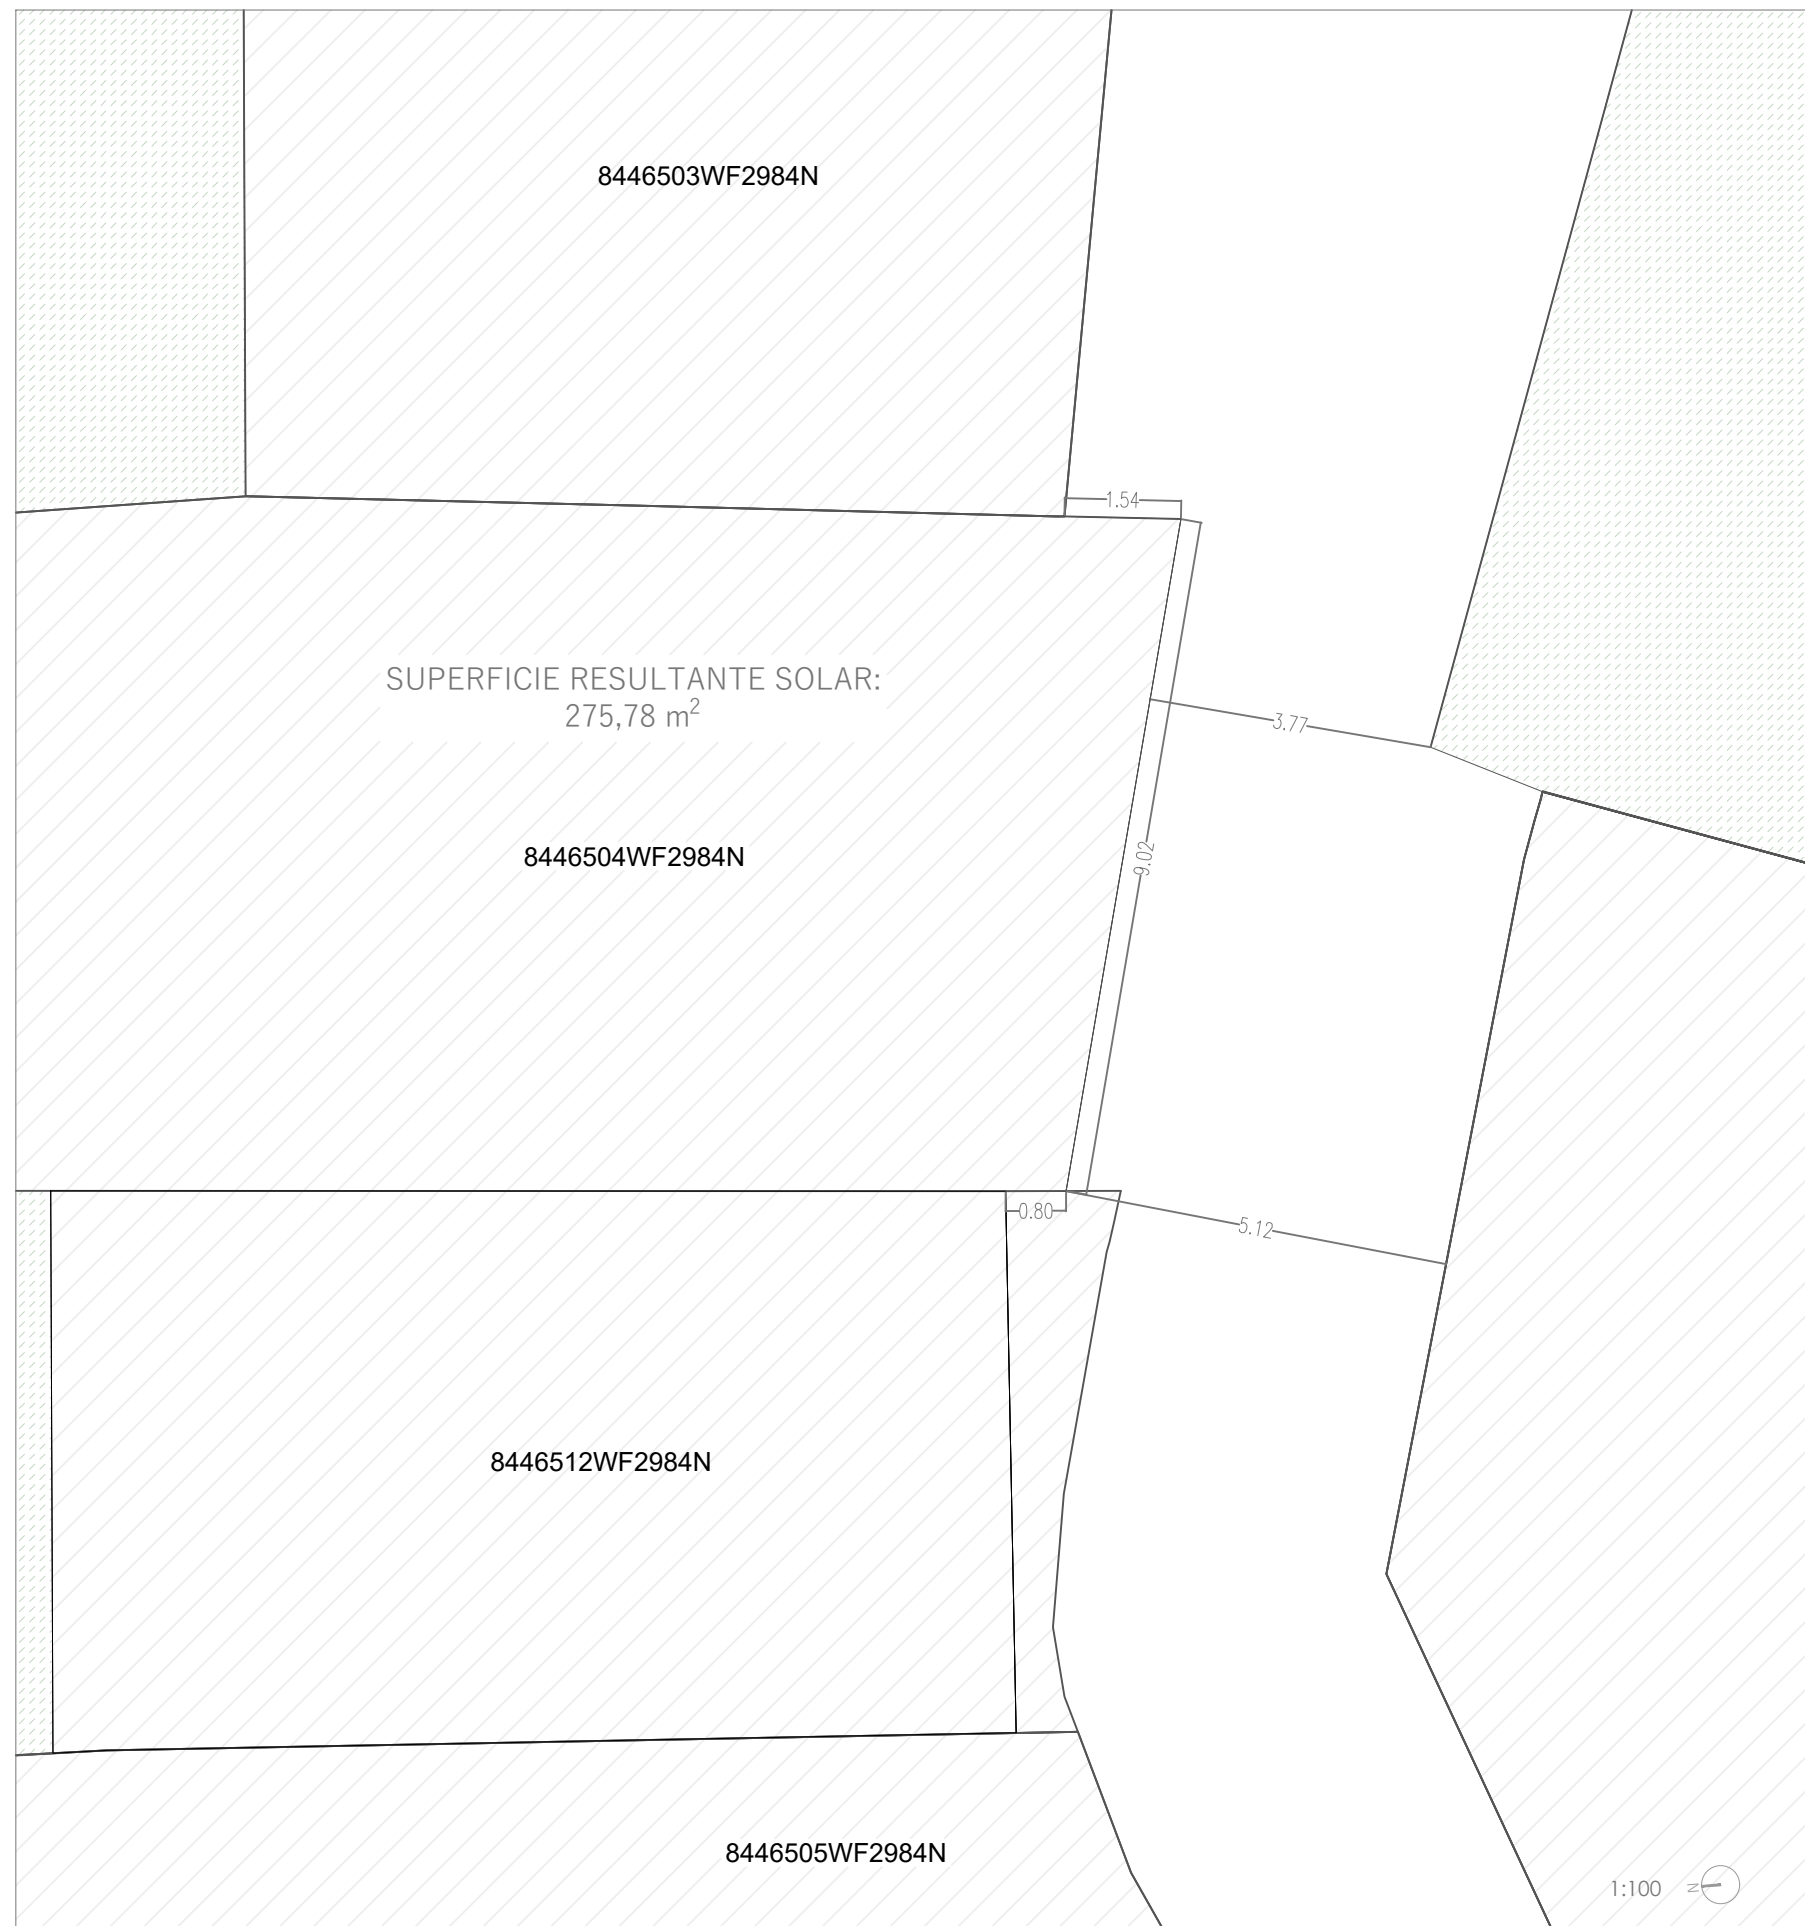 8446503WF2984N
1.54
SUPERFICIE RESULTANTE SOLAR:
275,78 m²
3.77
9.02
8446504WF2984N
0.80
5.12
8446512WF2984N
8446505WF2984N
1:100 N